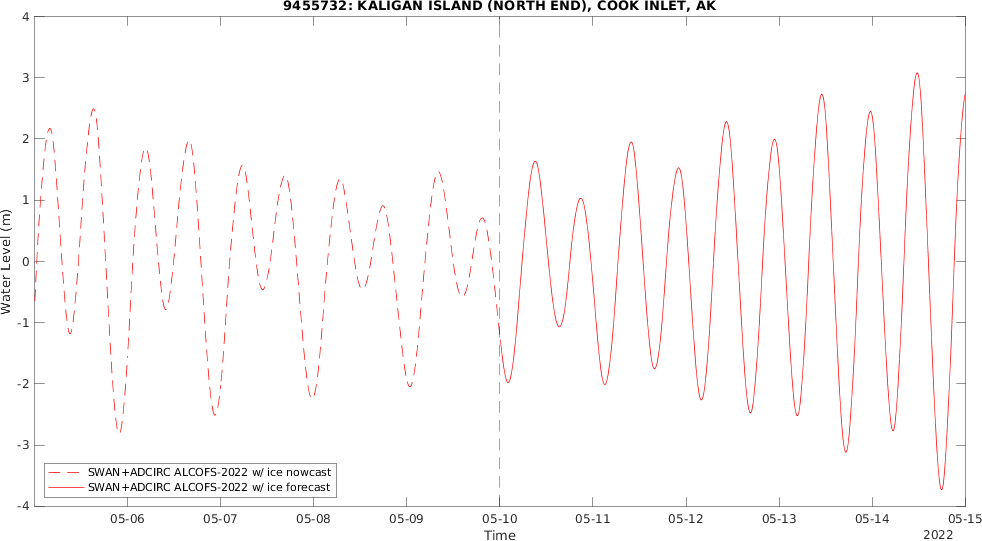 9455732: KALIGAN ISLAND (NORTH END), COOK INLET, AK
4
3
2
1
0
-1
-2
-3
-4
Water Level (m)
SWAN+ADCIRC ALCOFS-2022 w/ ice nowcast
SWAN+ADCIRC ALCOFS-2022 w/ ice forecast
05-06 05-07 05-08 05-09 05-10 05-11 05-12 05-13 05-14 05-15
Time
2022